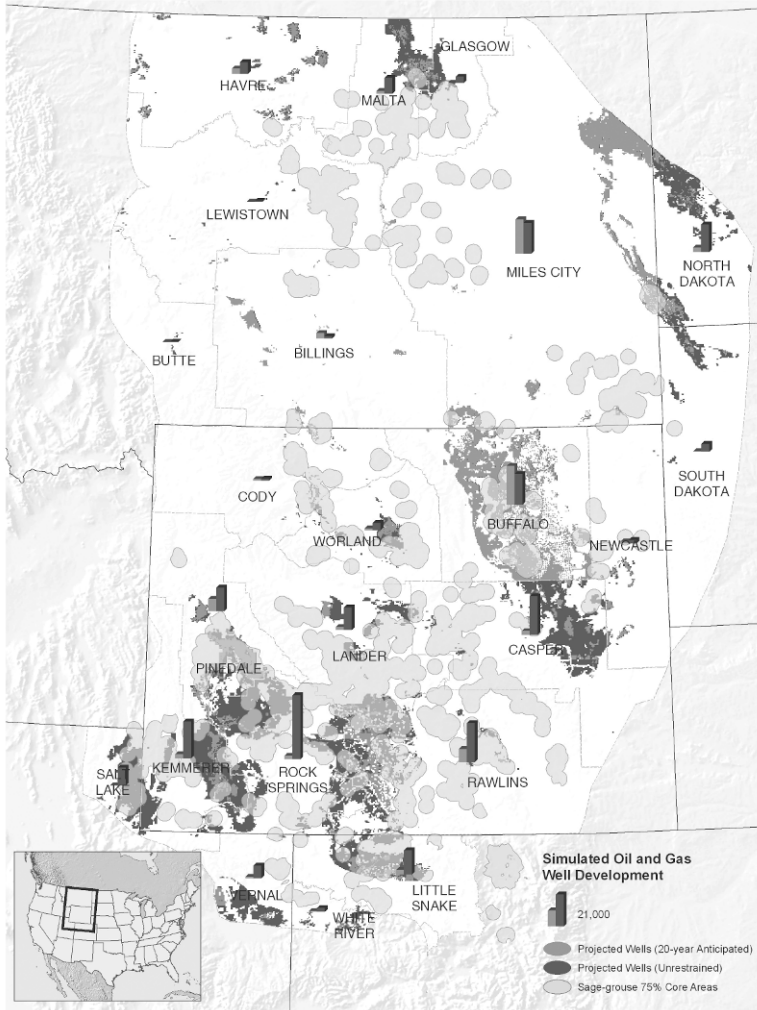 GLASGOW
HAVRE
MALTA
LEWISTOWN
MILES CITY
NORTH
DAKOTA
BUTTE
BILLINGS
SOUTH
DAKOTA
CODY
WORLAND
BUFFALO
NEWCASTLE
LANDER
CASPER
PINEDALE
KEMMERER
ROCK
SPRINGS
RAWLINS
SALT
LAKE
VERNAL
WHITE
RIVER
LITTLE
SNAKE
Simulated Oil and Gas
Well Development
21,000
Projected Wells (20-year Anticipated)
Projected Wells (Unrestrained)
Sage-grouse 75% Core Areas